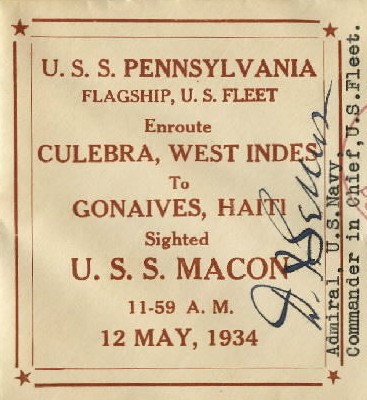 U. S. S. PENNSYLVANIA
FLAGSHIP, U. S. FLEET
Enroute
CULEBRA, WEST INDES
To
GONAIVES, HAITI
Sighted
U. S. S. MACON
11-59 A. M.
12 MAY, 1934
Admiral, U.S.Navy.
Commander in Chief,U.S.Fleet.